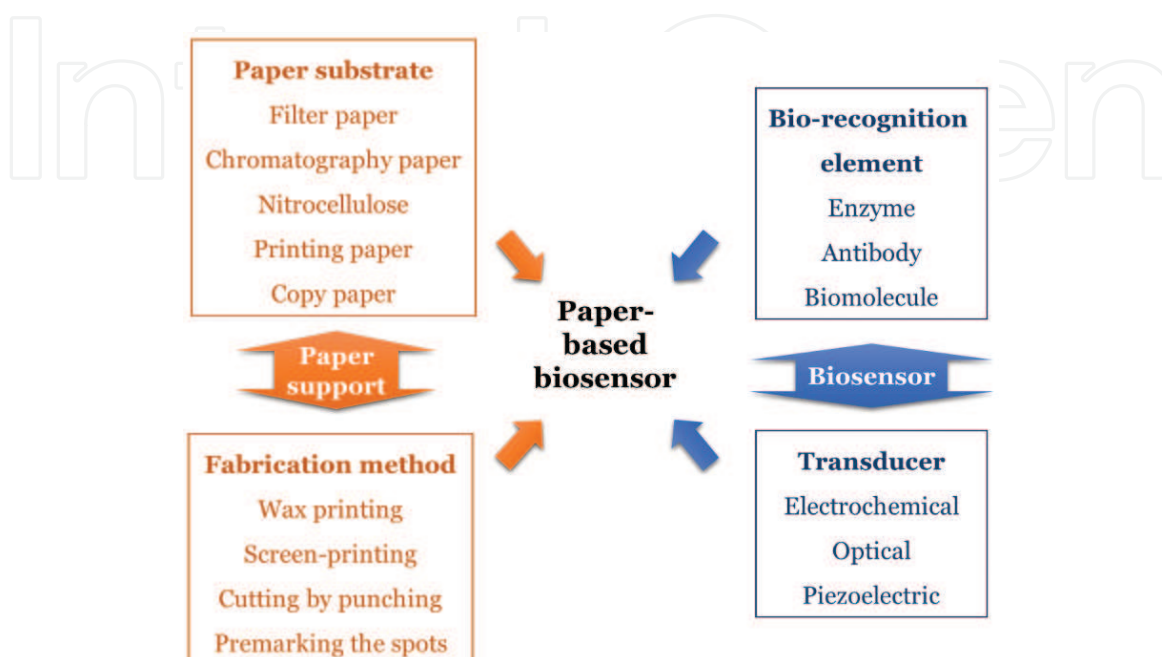 Paper substrate
Filter paper
Chromatography paper
Nitrocellulose
Printing paper
Copy paper
Paper
support
Fabrication method
Wax printing
Screen-printing
Cutting by punching
Premarking the spots
Paper-
based
biosensor
Bio-recognition
element
Enzyme
Antibody
Biomolecule
Biosensor
Transducer
Electrochemical
Optical
Piezoelectric